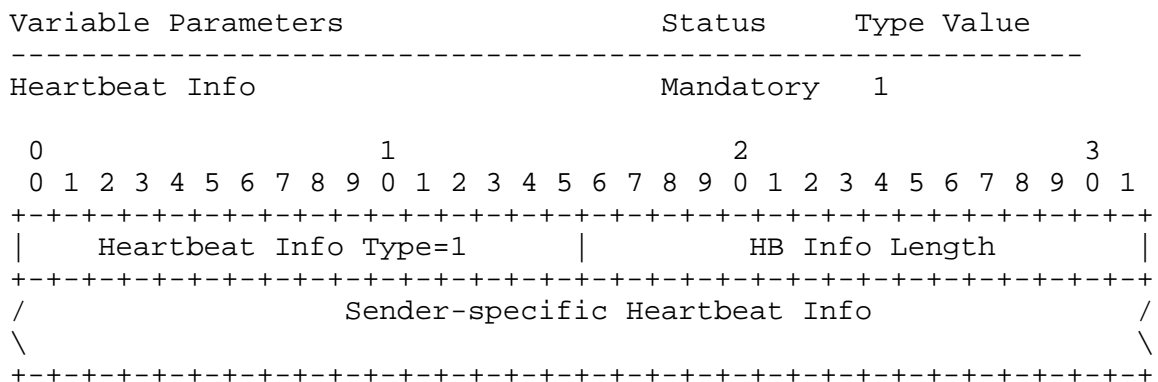 Variable Parameters                  Status     Type Value
-------------------------------------------------------------
Heartbeat Info                       Mandatory   1
 0                   1                   2                   3
 0 1 2 3 4 5 6 7 8 9 0 1 2 3 4 5 6 7 8 9 0 1 2 3 4 5 6 7 8 9 0 1
+-+-+-+-+-+-+-+-+-+-+-+-+-+-+-+-+-+-+-+-+-+-+-+-+-+-+-+-+-+-+-+-+
|    Heartbeat Info Type=1      |         HB Info Length        |
+-+-+-+-+-+-+-+-+-+-+-+-+-+-+-+-+-+-+-+-+-+-+-+-+-+-+-+-+-+-+-+-+
/                  Sender-specific Heartbeat Info               /
\                                                               \
+-+-+-+-+-+-+-+-+-+-+-+-+-+-+-+-+-+-+-+-+-+-+-+-+-+-+-+-+-+-+-+-+